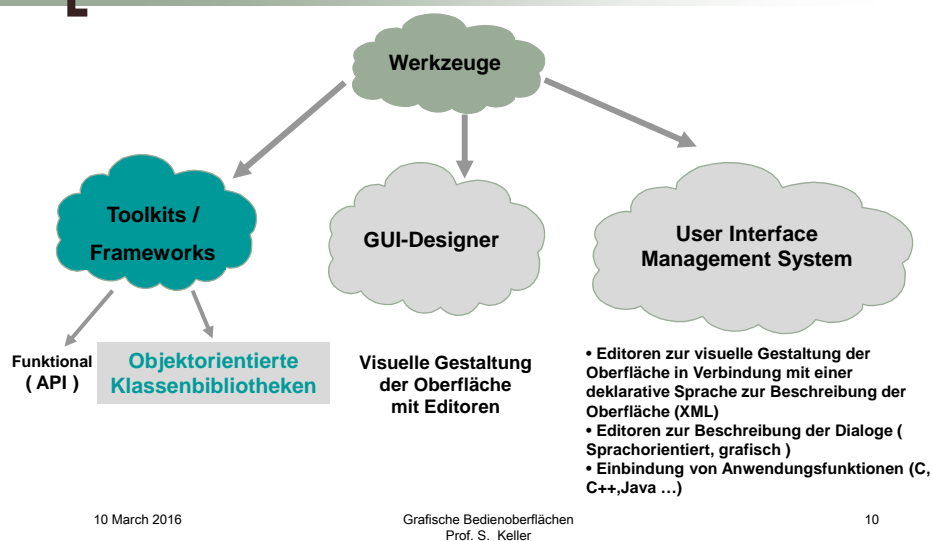 Werkzeuge
Toolkits /
Frameworks
GUI-Designer
User Interface
Management System
Funktional
( API )
Objektorientierte
Klassenbibliotheken
Visuelle Gestaltung
der Oberfläche
mit Editoren
• Editoren zur visuelle Gestaltung der
Oberfläche in Verbindung mit einer
deklarative Sprache zur Beschreibung der
Oberfläche (XML)
• Editoren zur Beschreibung der Dialoge (
Sprachorientiert, grafisch )
• Einbindung von Anwendungsfunktionen (C,
C++,Java …)
10 March 2016
Grafische Bedienoberflächen
Prof. S. Keller
10